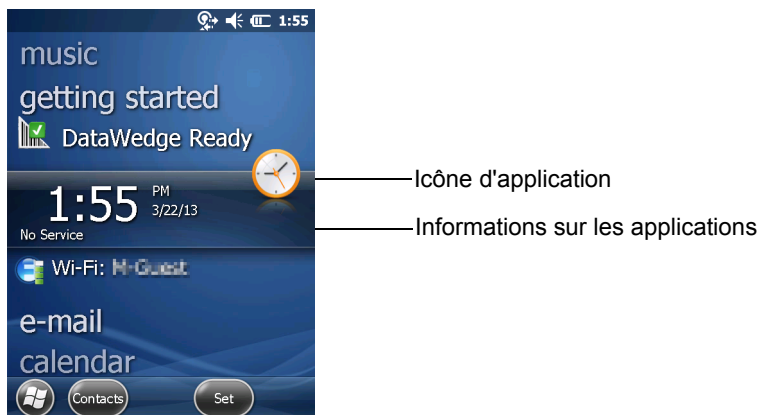 1:55
music
getting started
DataWedge Ready
1:55 PM
3/22/13
No Service
Wi-Fi:
e-mail
calendar
Contacts
Set
Icône d'application
Informations sur les applications